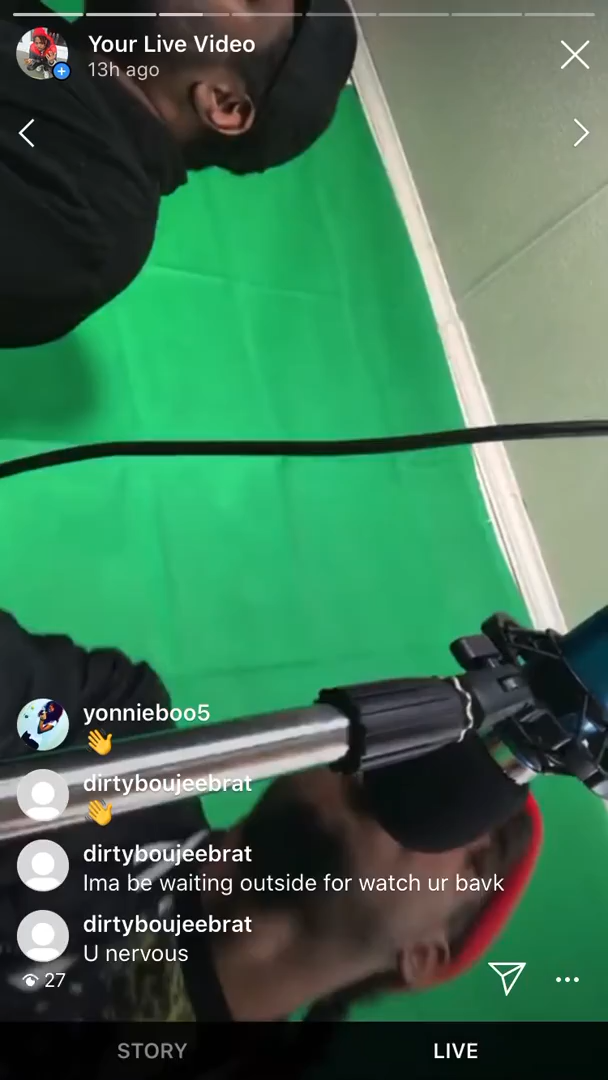 Your Live Video
13h ago
yonnieboo5
👋
dirtyboujeebrat
👋
dirtyboujeebrat
Ima be waiting outside for watch ur bavk
dirtyboujeebrat
U nervous
27
STORY LIVE